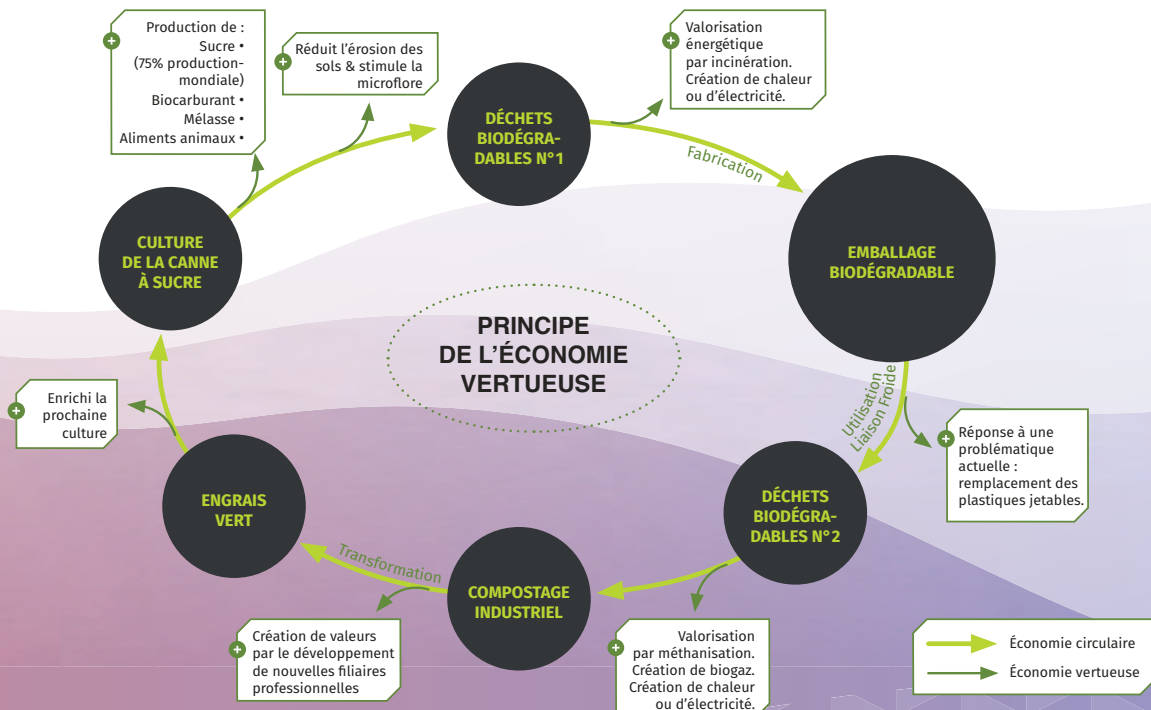 Production de :
Sucre •
(75% production-
mondiale)
Biocarburant •
Mélasse •
Aliments animaux •
Réduit l’érosion des
sols & stimule la
microflore
DÉCHETS
BIODÉGRA-
DABLES N°1
Valorisation
énergétique
par incinération.
Création de chaleur
ou d’électricité.
Fabrication
CULTURE
DE LA CANNE
À SUCRE
EMBALLAGE
BIODÉGRADABLE
PRINCIPE
DE L’ÉCONOMIE
VERTUEUSE
Utilisation
Liaison Froide
Réponse à une
problématique
actuelle :
remplacement des
plastiques jetables.
Enrichi la
prochaine
culture
ENGRAIS
VERT
DÉCHETS
BIODÉGRA-
DABLES N°2
Transformation
COMPOSTAGE
INDUSTRIEL
Création de valeurs
par le développement
de nouvelles filiaires
professionnelles
Valorisation
par méthanisation.
Création de biogaz.
Création de chaleur
ou d’électricité.
Économie circulaire
Économie vertueuse